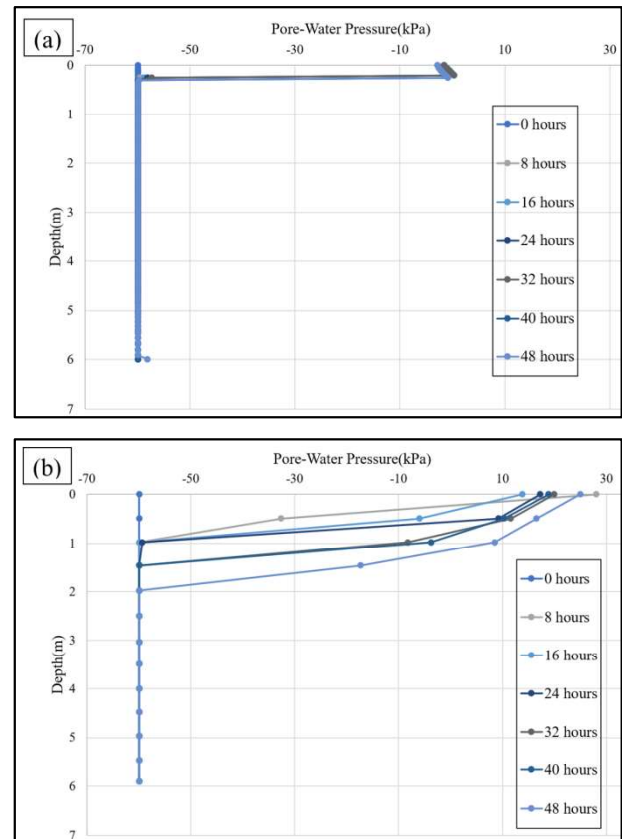 (a)
Pore-Water Pressure(kPa)
-70 -50 -30 -10 10 30
0
1
2
3
4
5
6
7
Depth(m)
0 hours
8 hours
16 hours
24 hours
32 hours
40 hours
48 hours
(b)
Pore-Water Pressure(kPa)
-70 -50 -30 -10 10 30
0
1
2
3
4
5
6
7
Depth(m)
0 hours
8 hours
16 hours
24 hours
32 hours
40 hours
48 hours